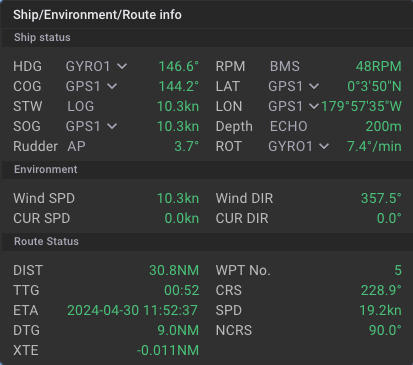 Ship/Environment/Route info
Ship status
HDG GYRO1 146.6° RPM BMS 48RPM
COG GPS1 144.2° LAT GPS1 0°3'50"N
STW LOG 10.3kn LON GPS1 179°57'35"W
SOG GPS1 10.3kn Depth ECHO 200m
Rudder AP 3.7° ROT GYRO1 7.4°/min
Environment
Wind SPD 10.3kn Wind DIR 357.5°
CUR SPD 0.0kn CUR DIR 0.0°
Route Status
DIST 30.8NM WPT No. 5
TTG 00:52 CRS 228.9°
ETA 2024-04-30 11:52:37 SPD 19.2kn
DTG 9.0NM NCRS 90.0°
XTE -0.011NM